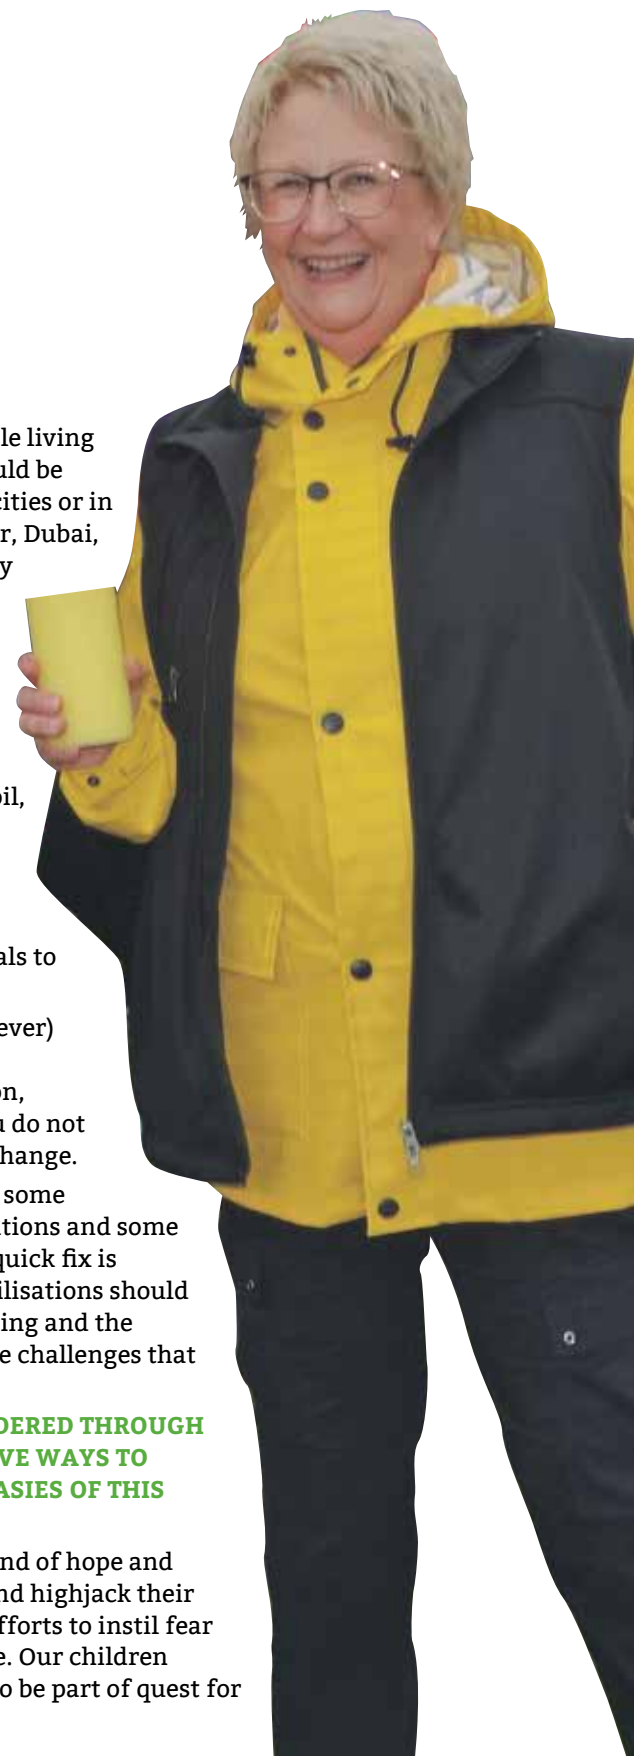 le living
uld be
cities or in
r, Dubai,
y
oil,
als to
ever)
on,
u do not
hange.
some
tions and some
quick fix is
ilisations should
ing and the
e challenges that
DERED THROUGH
VE WAYS TO
ASIES OF THIS
nd of hope and
nd highjack their
fforts to instil fear
e. Our children
o be part of quest for